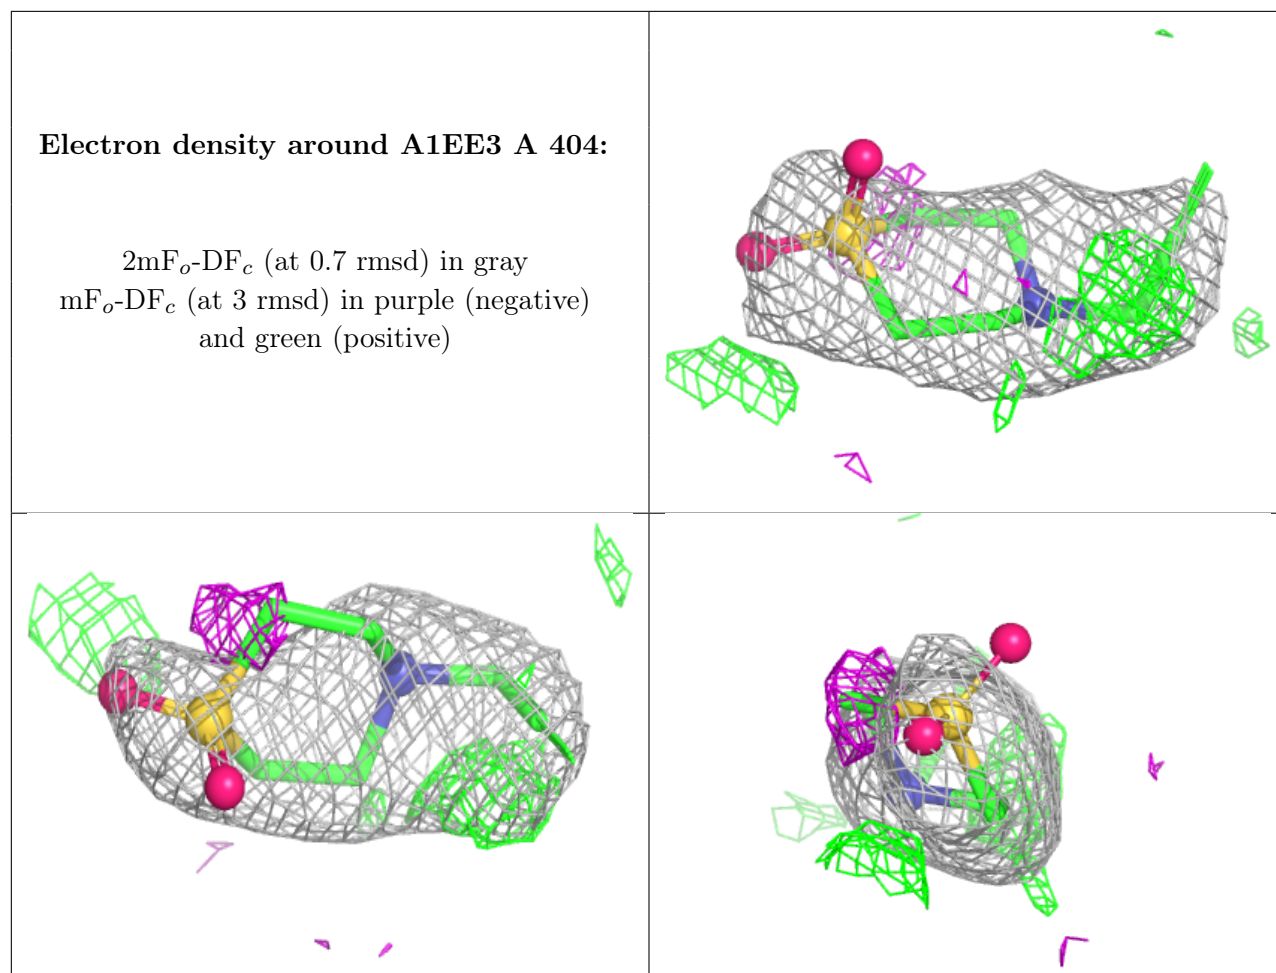 Electron density around A1EE3 A 404:
2mFo-DFc (at 0.7 rmsd) in gray
mFo-DFc (at 3 rmsd) in purple (negative)
and green (positive)